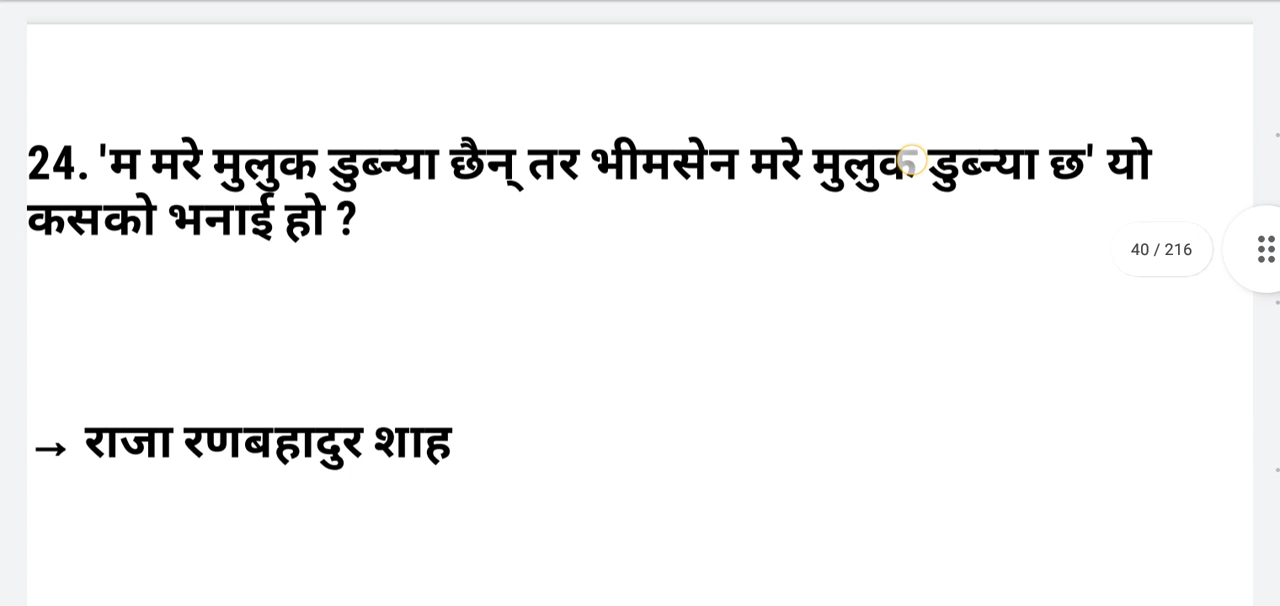 24. 'म मरे मुलुक डुब्न्या छैन् तर भीमसेन मरे मुलुक डुब्न्या छ' यो
कसको भनाई हो ?
40 / 216
→ राजा रणबहादुर शाह